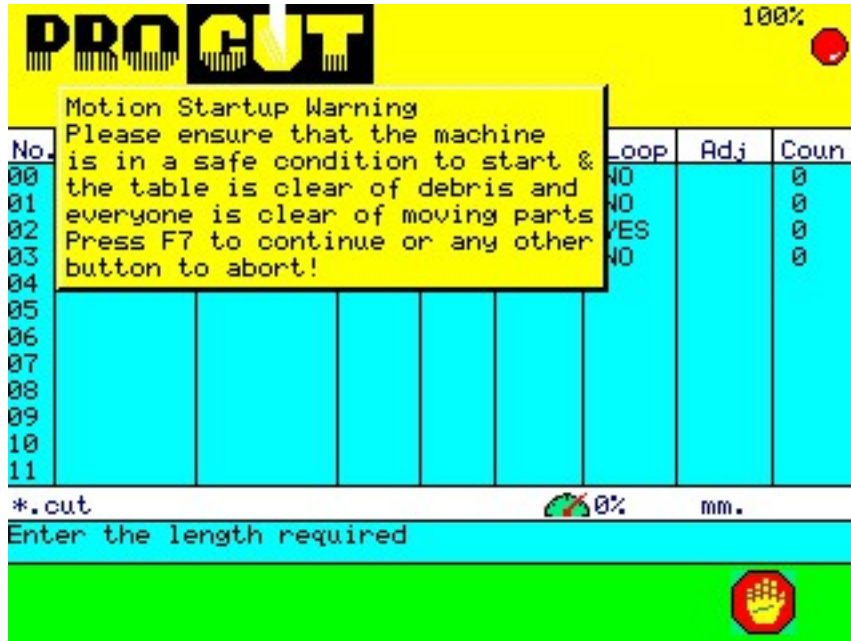 PRO CUT
100%
Motion Startup Warning
Please ensure that the machine
is in a safe condition to start &
the table is clear of debris and
everyone is clear of moving parts
Press F7 to continue or any other
button to abort!
No. Loop Adj Coun
00 NO 0
01 NO 0
02 YES 0
03 NO 0
04
05
06
07
08
09
10
11
*.cut 0% mm.
Enter the length required